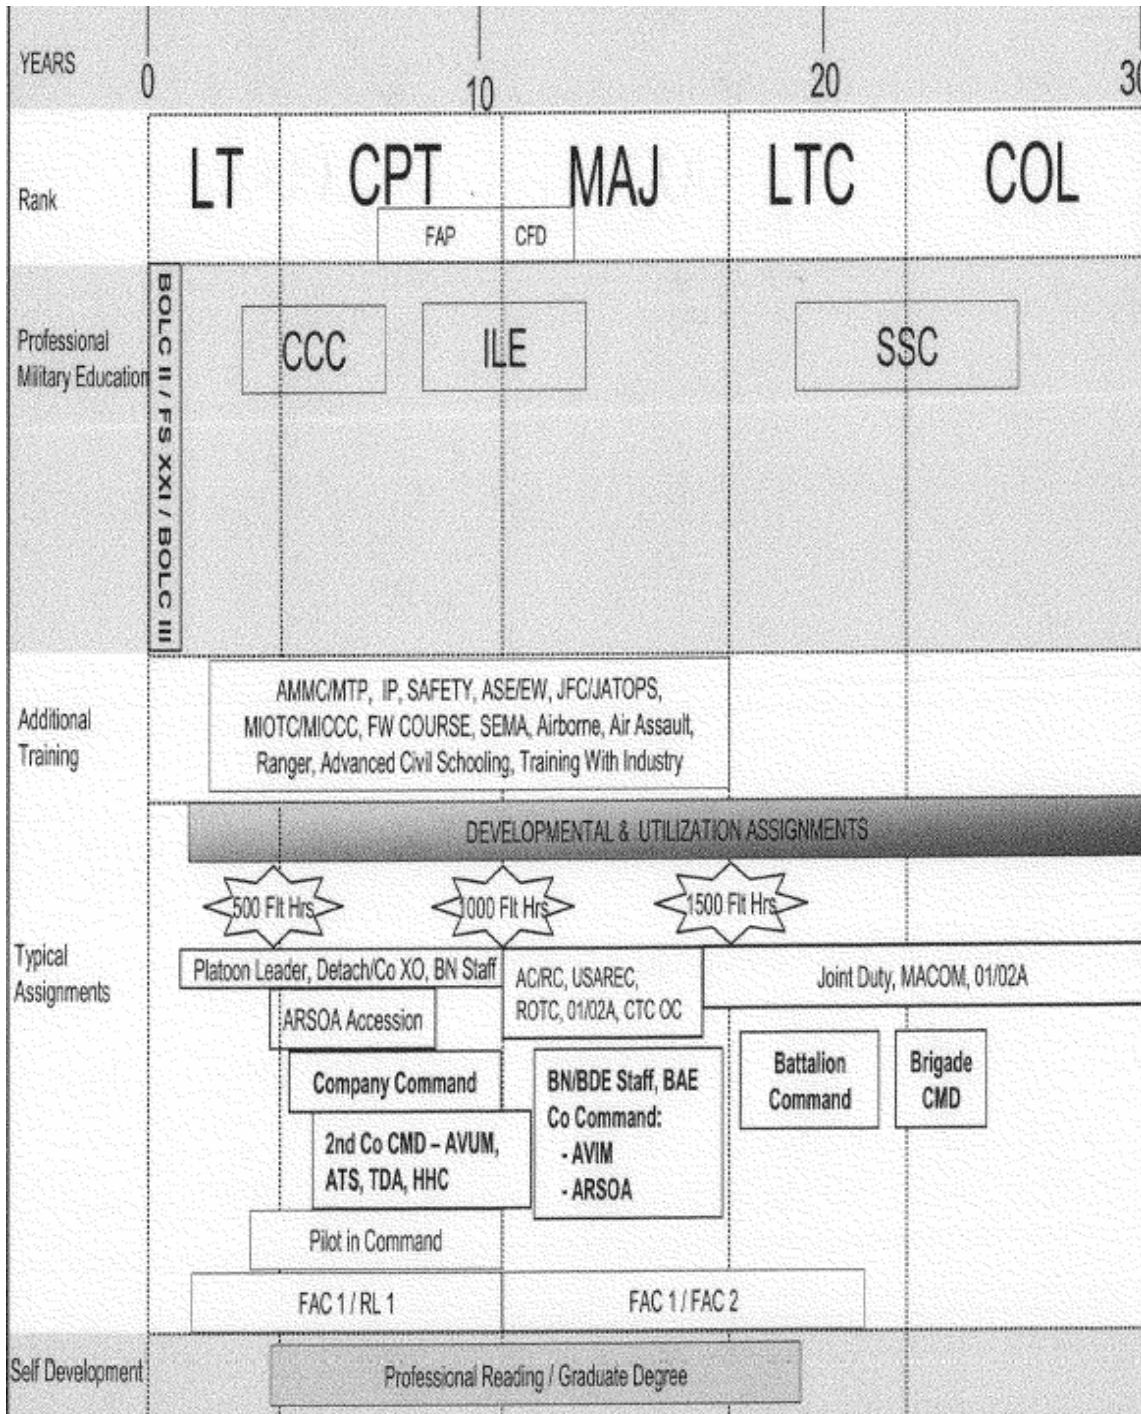 YEARS
0
10
20
30
Rank
LT
CPT
MAJ
LTC
COL
FAP
CFD
Professional
Military Education
BOLC II / FS XXI / BOLC III
CCC
ILE
SSC
Additional
Training
AMMC/MTP, IP, SAFETY, ASE/EW, JFC/JATOPS,
MIOTC/MICCC, FW COURSE, SEMA, Airborne, Air Assault,
Ranger, Advanced Civil Schooling, Training With Industry
DEVELOPMENTAL & UTILIZATION ASSIGNMENTS
500 Flt Hrs
1000 Flt Hrs
1500 Flt Hrs
Typical
Assignments
Platoon Leader, Detach/Co XO, BN Staff
AC/RC, USAREC,
ROTC, 01/02A, CTC OC
Joint Duty, MACOM, 01/02A
ARSOA Accession
Company Command
BN/BDE Staff, BAE
Co Command:
- AVIM
- ARSOA
Battalion
Command
Brigade
CMD
2nd Co CMD – AVUM,
ATS, TDA, HHC
Pilot in Command
FAC 1 / RL 1
FAC 1 / FAC 2
Self Development
Professional Reading / Graduate Degree